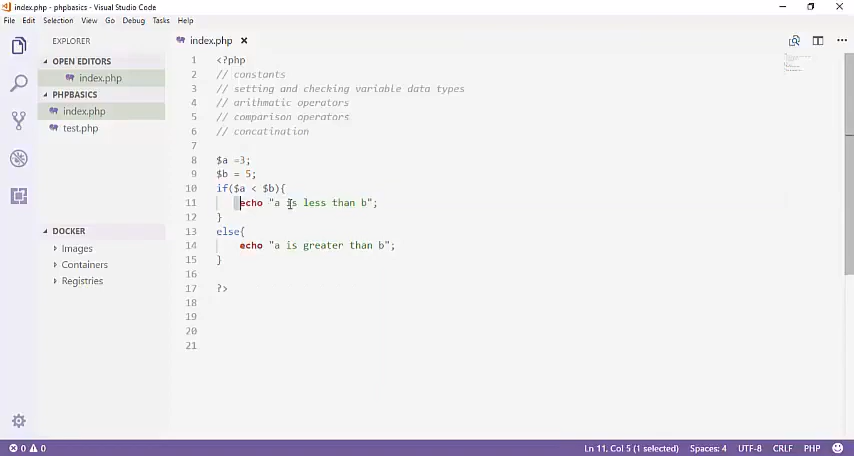 index.php - phpbasics - Visual Studio Code
File Edit Selection View Go Debug Tasks Help
EXPLORER
OPEN EDITORS
index.php
PHPBASICS
index.php
test.php
DOCKER
Images
Containers
Registries
index.php
1 <?php
2 // constants
3 // setting and checking variable data types
4 // arithmatic operators
5 // comparison operators
6 // concatination
7
8 $a =3;
9 $b = 5;
10 if($a < $b){
11 echo "a is less than b";
12 }
13 else{
14 echo "a is greater than b";
15 }
16
17 ?>
18
19
20
21
0 0 Ln 11, Col 5 (1 selected) Spaces: 4 UTF-8 CRLF PHP